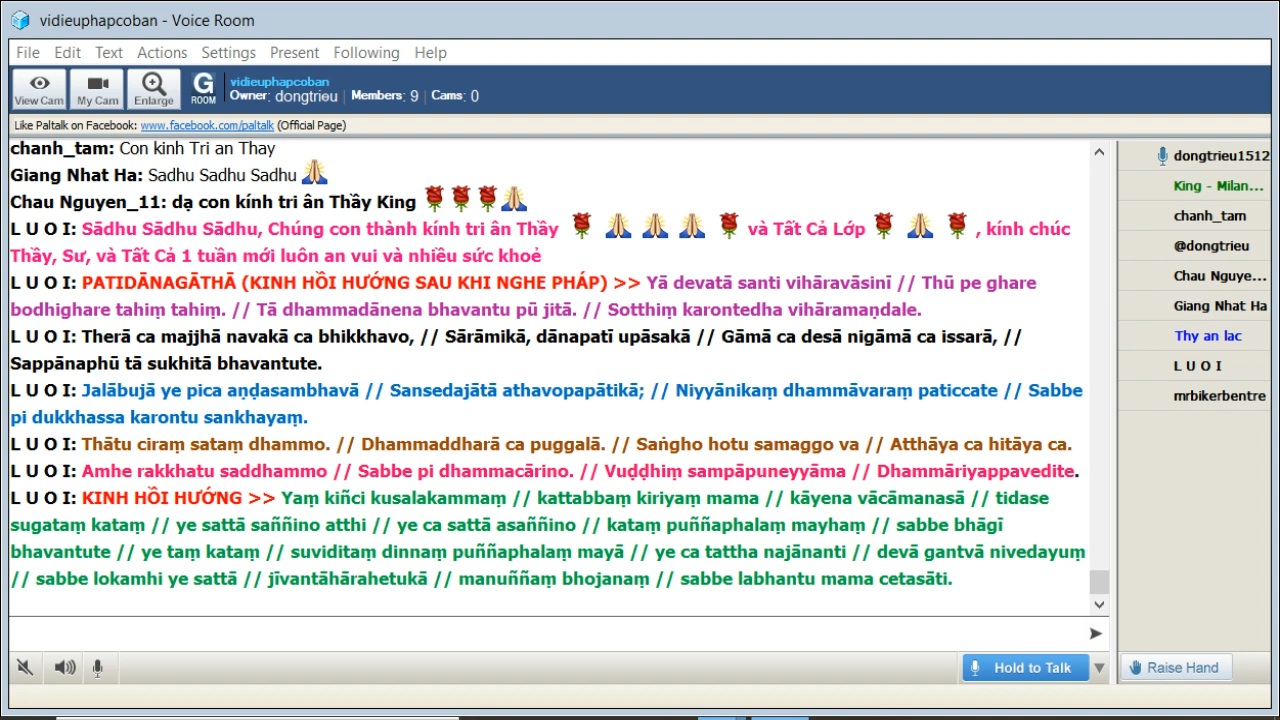 vidieuphapcoban - Voice Room
File Edit Text Actions Settings Present Following Help
View Cam My Cam Enlarge G ROOM
vidieuphapcoban
Owner: dongtrieu | Members: 9 | Cams: 0
Like Paltalk on Facebook: www.facebook.com/paltalk (Official Page)
chanh_tam: Con kinh Tri an Thay
Giang Nhat Ha: Sadhu Sadhu Sadhu
Chau Nguyen_11: dạ con kính tri ân Thầy King
L U O I: Sādhu Sādhu Sādhu, Chúng con thành kính tri ân Thầy và Tất Cả Lớp , kính chúc
Thầy, Sư, và Tất Cả 1 tuần mới luôn an vui và nhiều sức khoẻ
L U O I: PATIDĀNAGĀTHĀ (KINH HỒI HƯỚNG SAU KHI NGHE PHÁP) >> Yā devatā santi vihāravāsinī // Thū pe ghare
bodhighare tahiṃ tahiṃ. // Tā dhammadānena bhavantu pū jitā. // Sotthiṃ karontedha vihāramaṇdale.
L U O I: Therā ca majjhā navakā ca bhikkhavo, // Sārāmikā, dānapatī upāsakā // Gāmā ca desā nigāmā ca issarā, //
Sappānaphū tā sukhitā bhavantute.
L U O I: Jalābujā ye pica aṇḍasambhavā // Sansedajātā athavopapātikā; // Niyyānikaṃ dhammāvaraṃ paticcate // Sabbe
pi dukkhassa karontu sankhayaṃ.
L U O I: Thātu ciraṃ sataṃ dhammo. // Dhammaddharā ca puggalā. // Saṅgho hotu samaggo va // Atthāya ca hitāya ca.
L U O I: Amhe rakkhatu saddhammo // Sabbe pi dhammacārino. // Vuḍḍhiṃ sampāpuneyyāma // Dhammāriyappavedite.
L U O I: KINH HỒI HƯỚNG >> Yaṃ kiñci kusalakammaṃ // kattabbaṃ kiriyaṃ mama // kāyena vācāmanasā // tidase
sugataṃ kataṃ // ye sattā saññino atthi // ye ca sattā asaññino // kataṃ puññaphalaṃ mayhaṃ // sabbe bhāgī
bhavantute // ye taṃ kataṃ // suviditaṃ dinnaṃ puññaphalaṃ mayā // ye ca tattha najānanti // devā gantvā nivedayuṃ
// sabbe lokamhi ye sattā // jīvantāhārahetukā // manuññaṃ bhojanaṃ // sabbe labhantu mama cetasāti.
dongtrieu1512
King - Milan...
chanh_tam
@dongtrieu
Chau Nguye...
Giang Nhat Ha
Thy an lac
L U O I
mrbikerbentre
Hold to Talk
Raise Hand